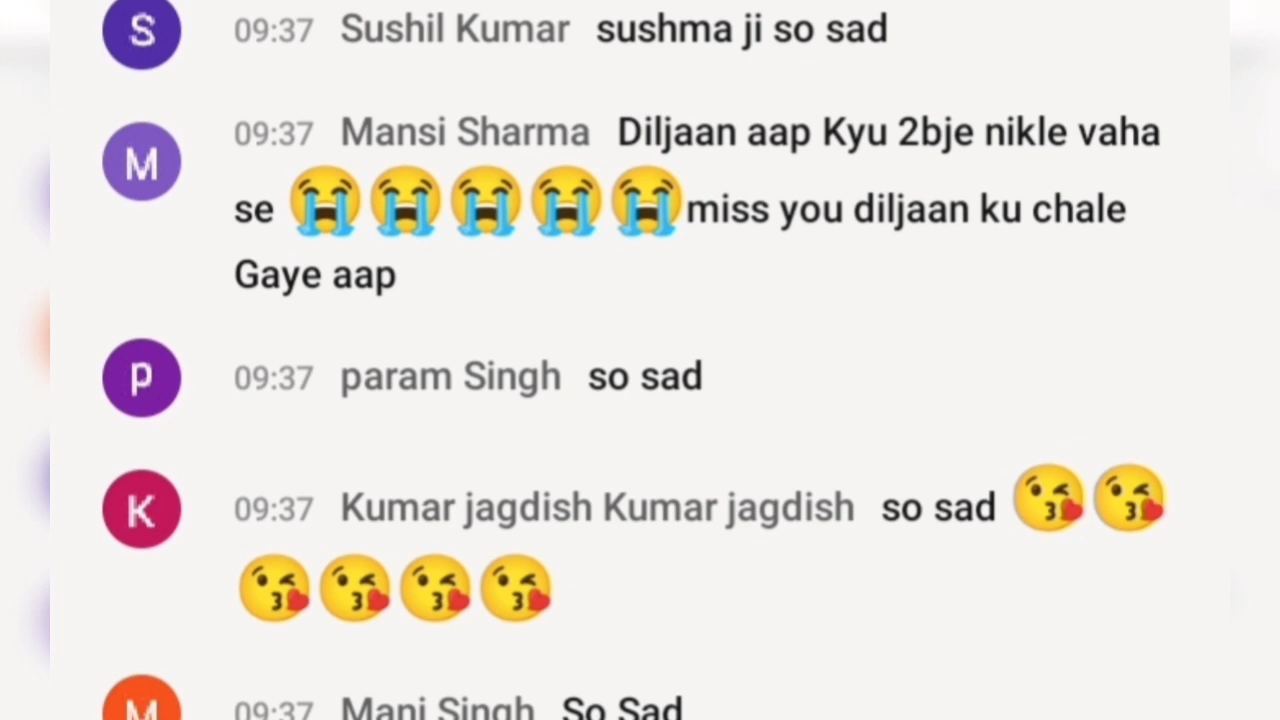 S 09:37 Sushil Kumar sushma ji so sad
M 09:37 Mansi Sharma Diljaan aap Kyu 2bje nikle vaha
se 😭😭😭😭😭miss you diljaan ku chale
Gaye aap
P 09:37 param Singh so sad
K 09:37 Kumar jagdish Kumar jagdish so sad 😘😘
😘😘😘😘
M 09:37 Mani Singh So Sad